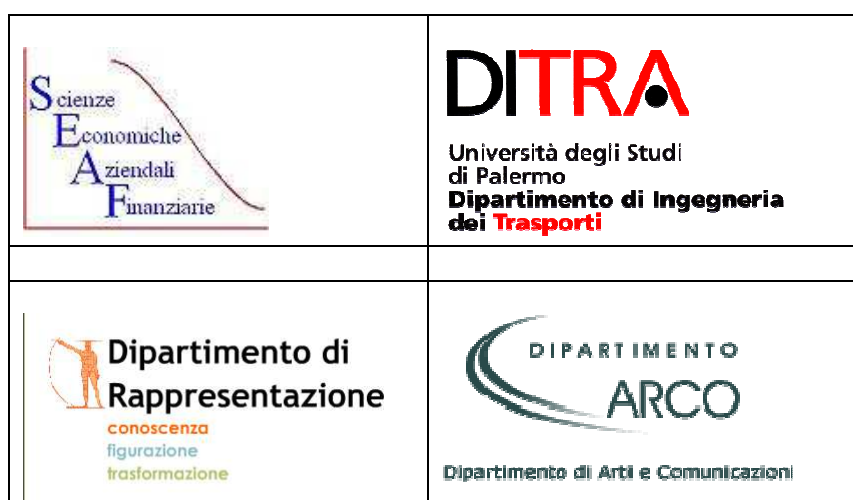 Scienze
Economiche
Aziendali
Finanziarie
DITRA
Università degli Studi
di Palermo
Dipartimento di Ingegneria
dei Trasporti
Dipartimento di
Rappresentazione
conoscenza
figurazione
trasformazione
DIPARTIMENTO
ARCO
Dipartimento di Arti e Comunicazioni